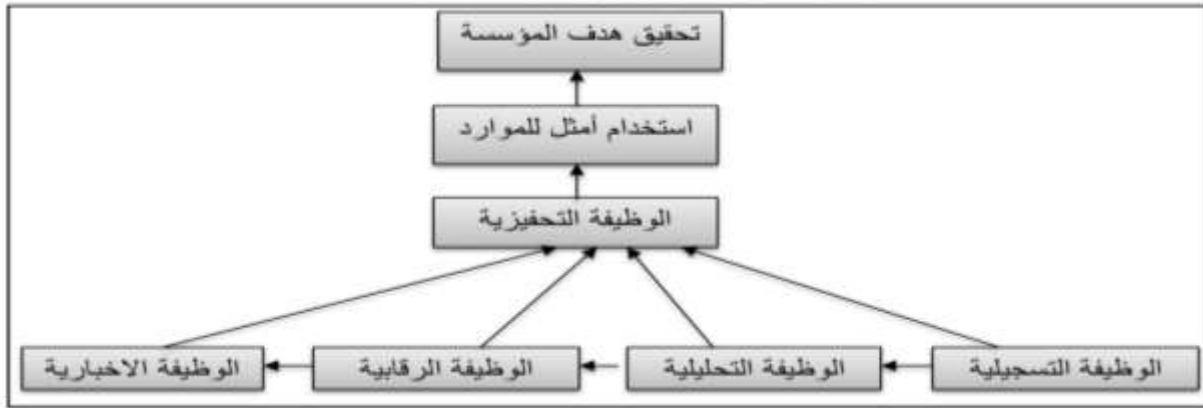 تحقيق هدف المؤسسة
استخدام أمثل للموارد
الوظيفة التحفيزية
الوظيفة التسجيلية
الوظيفة التحليلية
الوظيفة الرقابية
الوظيفة الاخبارية